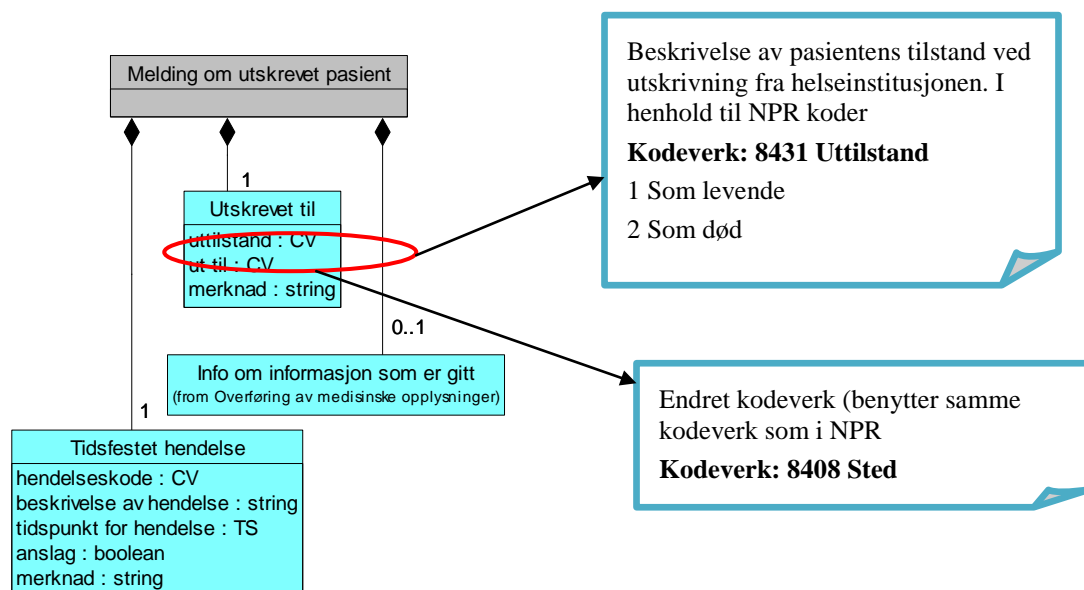 Melding om utskrevet pasient
Beskrivelse av pasientens tilstand ved
utskrivning fra helseinstitusjonen. I
henhold til NPR koder
Kodeverk: 8431 Uttilstand
1 Som levende
2 Som død
1
Utskrevet til
uttilstand : CV
ut til : CV
merknad : string
0..1
Info om informasjon som er gitt
(from Overføring av medisinske opplysninger)
Endret kodeverk (benytter samme
kodeverk som i NPR
Kodeverk: 8408 Sted
1
Tidsfestet hendelse
hendelseskode : CV
beskrivelse av hendelse : string
tidspunkt for hendelse : TS
anslag : boolean
merknad : string